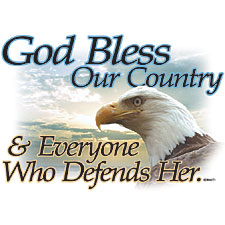 God Bless
Our Country
& Everyone
Who Defends Her.